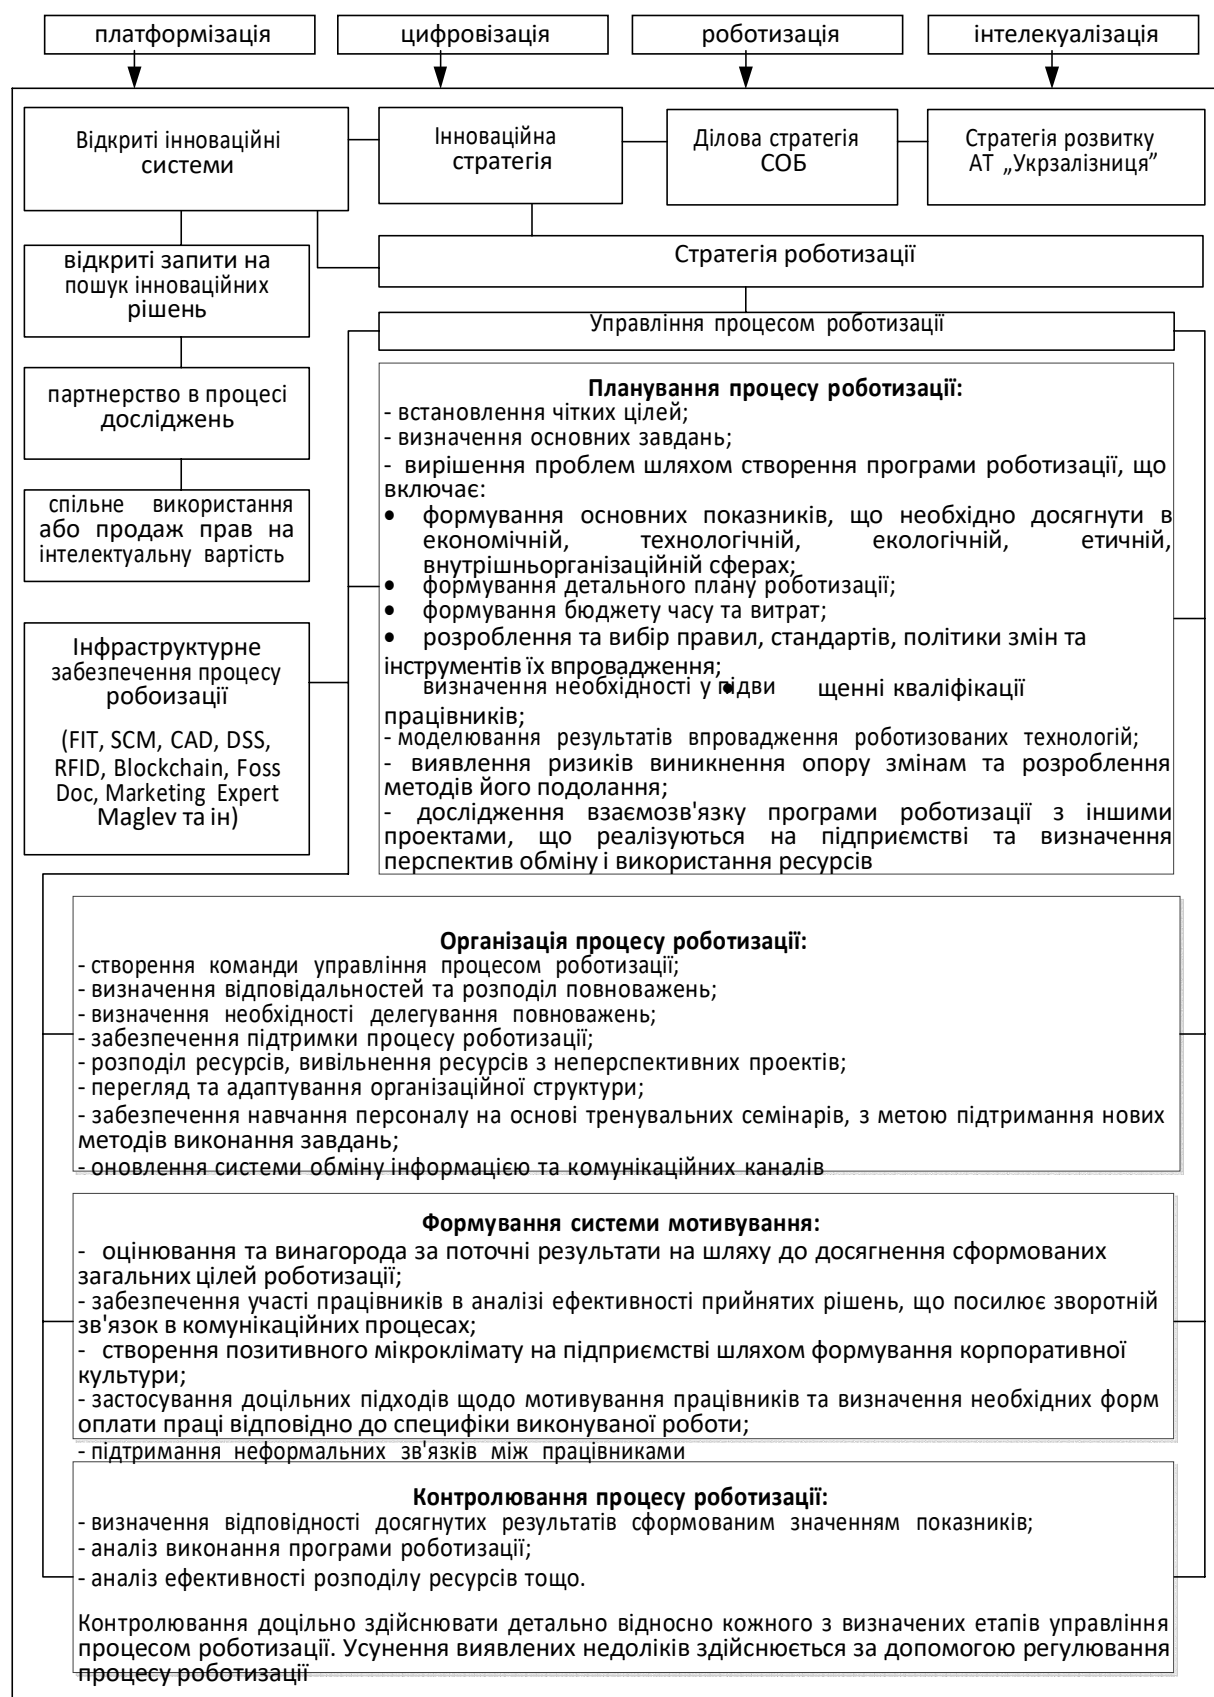 платформізація
цифровізація
роботизація
інтелекуалізація
Відкриті інноваційні
системи
Інноваційна
стратегія
Ділова стратегія
СОБ
Стратегія розвитку
АТ „Укрзалізниця”
відкриті запити на
пошук інноваційних
рішень
Стратегія роботизації
Управління процесом роботизації
партнерство в процесі
досліджень
спільне використання
або продаж прав на
інтелектуальну вартість
Інфраструктурне
забезпечення процесу
робоизації
(FIT, SCM, CAD, DSS,
RFID, Blockchain, Foss
Doc, Marketing Expert
Maglev та ін)
Планування процесу роботизації:
- встановлення чітких цілей;
- визначення основних завдань;
- вирішення проблем шляхом створення програми роботизації, що
включає:
• формування основних показників, що необхідно досягнути в
економічній, технологічній, екологічній, етичній,
внутрішньорганізаційній сферах;
• формування детального плану роботизації;
• формування бюджету часу та витрат;
• розроблення та вибір правил, стандартів, політики змін та
інструментів їх впровадження;
визначення необхідності у підви• щенні кваліфікації
працівників;
- моделювання результатів впровадження роботизованих технологій;
- виявлення ризиків виникнення опору змінам та розроблення
методів його подолання;
- дослідження взаємозв'язку програми роботизації з іншими
проектами, що реалізуються на підприємстві та визначення
перспектив обміну і використання ресурсів
Організація процесу роботизації:
- створення команди управління процесом роботизації;
- визначення відповідальностей та розподіл повноважень;
- визначення необхідності делегування повноважень;
- забезпечення підтримки процесу роботизації;
- розподіл ресурсів, вивільнення ресурсів з неперспективних проектів;
- перегляд та адаптування організаційної структури;
- забезпечення навчання персоналу на основі тренувальних семінарів, з метою підтримання нових
методів виконання завдань;
- оновлення системи обміну інформацією та комунікаційних каналів
Формування системи мотивування:
- оцінювання та винагорода за поточні результати на шляху до досягнення сформованих
загальних цілей роботизації;
- забезпечення участі працівників в аналізі ефективності прийнятих рішень, що посилює зворотній
зв'язок в комунікаційних процесах;
- створення позитивного мікроклімату на підприємстві шляхом формування корпоративної
культури;
- застосування доцільних підходів щодо мотивування працівників та визначення необхідних форм
оплати праці відповідно до специфіки виконуваної роботи;
- підтримання неформальних зв'язків між працівниками
Контролювання процесу роботизації:
- визначення відповідності досягнутих результатів сформованим значенням показників;
- аналіз виконання програми роботизації;
- аналіз ефективності розподілу ресурсів тощо.
Контролювання доцільно здійснювати детально відносно кожного з визначених етапів управління
процесом роботизації. Усунення виявлених недоліків здійснюється за допомогою регулювання
процесу роботизації